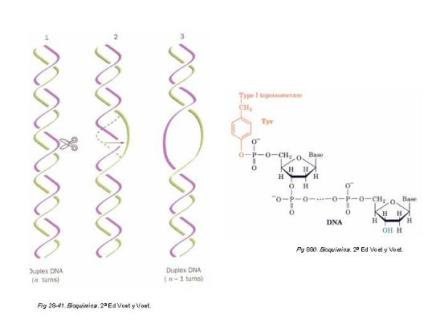 1
2
3
Duplex DNA
(n turns)
Duplex DNA
(n − 1 turns)
Fig 28-41. Bioquímica. 2ª Ed Voet y Voet.
Type I topoisomerase
CH2
Tyr
O−
O—P—O—CH2
O
O
Base
H
H
H
H
H
O
O−
−O—P—O·····O—P—O—CH2
O
O
O
Base
H
H
H
H
OH
H
DNA
Pg 880. Bioquímica. 2ª Ed Voet y Voet.